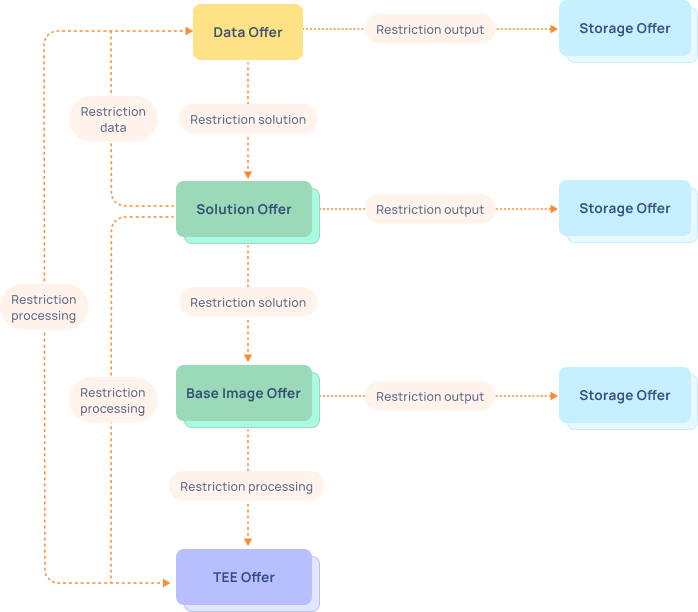 Data Offer
Restriction output
Storage Offer
Restriction
data
Restriction solution
Solution Offer
Restriction output
Storage Offer
Restriction
processing
Restriction solution
Base Image Offer
Restriction output
Storage Offer
Restriction
processing
Restriction processing
TEE Offer